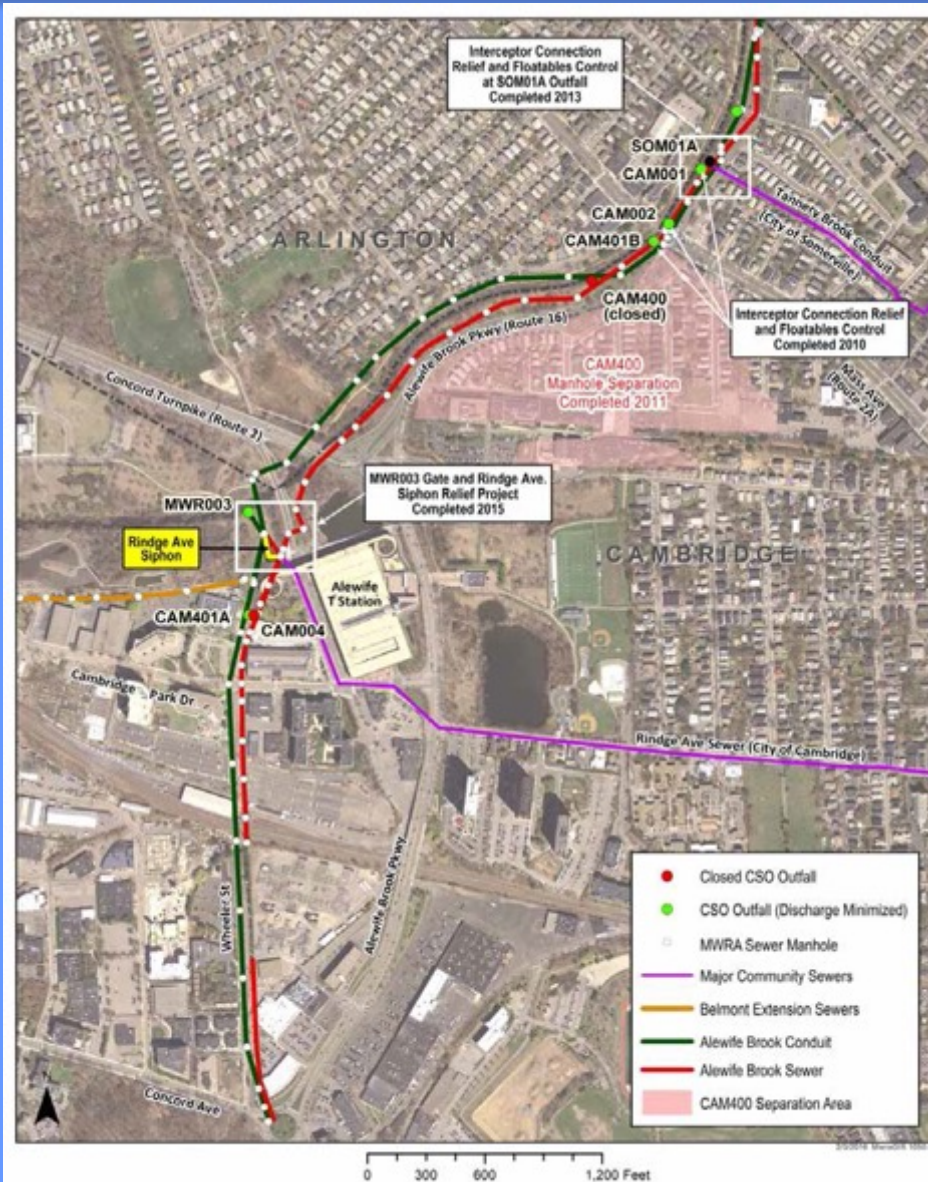 Interceptor Connection
Relief and Floatables Control
at SOM01A Outfall
Completed 2013
SOM01A
CAM001
CAM002
CAM401B
ARLINGTON
Tannery Brook Conduit
(City of Somerville)
CAM400
(closed)
Interceptor Connection Relief
and Floatables Control
Completed 2010
Alewife Brook Pkwy (Route 16)
CAM400
Manhole Separation
Completed 2011
Mass Ave
(Route 2A)
Concord Turnpike (Route 2)
MWR003 Gate and Rindge Ave.
Siphon Relief Project
Completed 2015
MWR003
Rindge Ave
Siphon
CAMBRIDGE
Alewife
T Station
CAM401A
CAM004
Cambridge Park Dr
Rindge Ave Sewer (City of Cambridge)
Alewife Brook Pkwy
Wheeler St
Concord Ave
Closed CSO Outfall
CSO Outfall (Discharge Minimized)
MWRA Sewer Manhole
Major Community Sewers
Belmont Extension Sewers
Alewife Brook Conduit
Alewife Brook Sewer
CAM400 Separation Area
0 300 600 1,200 Feet